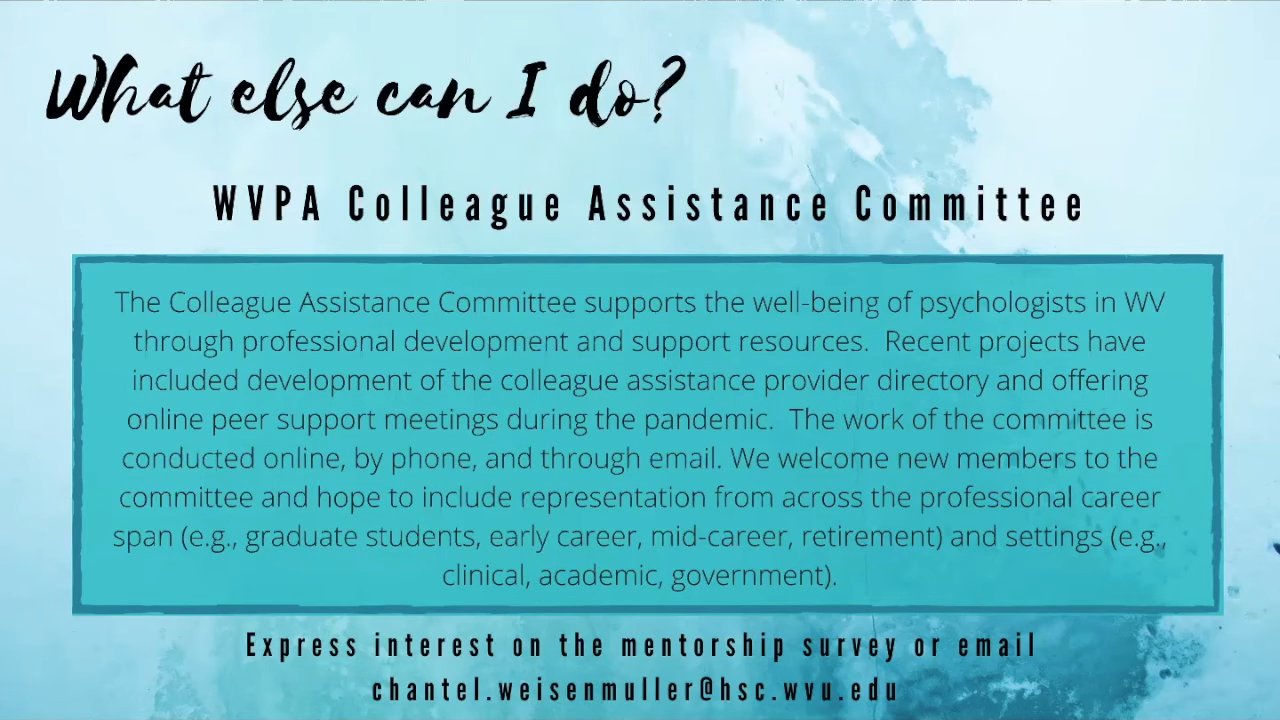 What else can I do?
WVPA Colleague Assistance Committee
The Colleague Assistance Committee supports the well-being of psychologists in WV
through professional development and support resources.  Recent projects have
included development of the colleague assistance provider directory and offering
online peer support meetings during the pandemic.  The work of the committee is
conducted online, by phone, and through email. We welcome new members to the
committee and hope to include representation from across the professional career
span (e.g., graduate students, early career, mid-career, retirement) and settings (e.g.,
clinical, academic, government).
Express interest on the mentorship survey or email
chantel.weisenmuller@hsc.wvu.edu